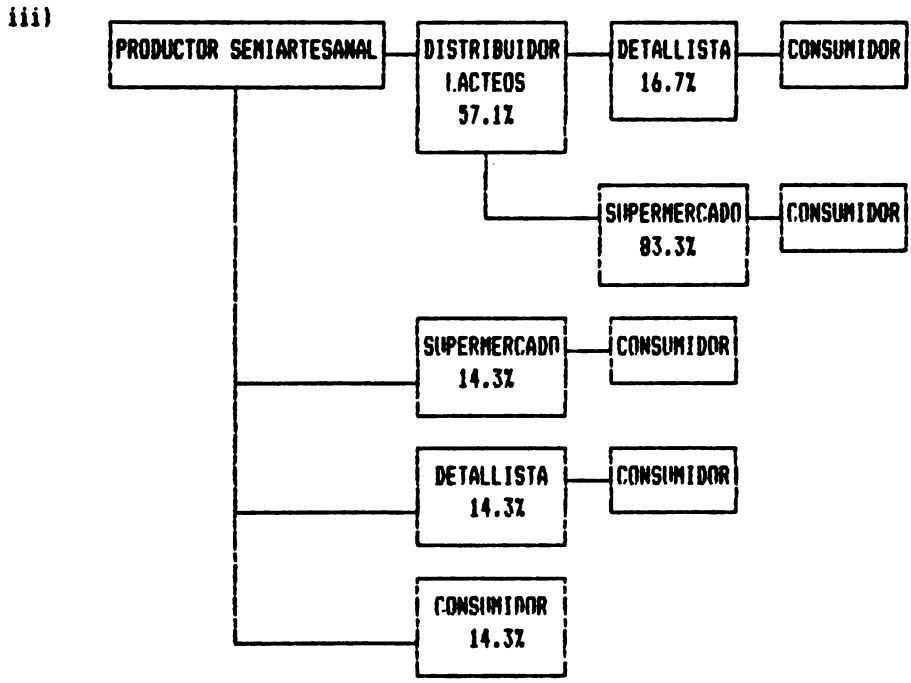 iii)
PRODUCTOR SEMIARTESANAL
DISTRIBUIDOR
LACTEOS
57.1%
DETALLISTA
16.7%
CONSUMIDOR
SUPERMERCADO
83.3%
CONSUMIDOR
SUPERMERCADO
14.3%
CONSUMIDOR
DETALLISTA
14.3%
CONSUMIDOR
CONSUMIDOR
14.3%